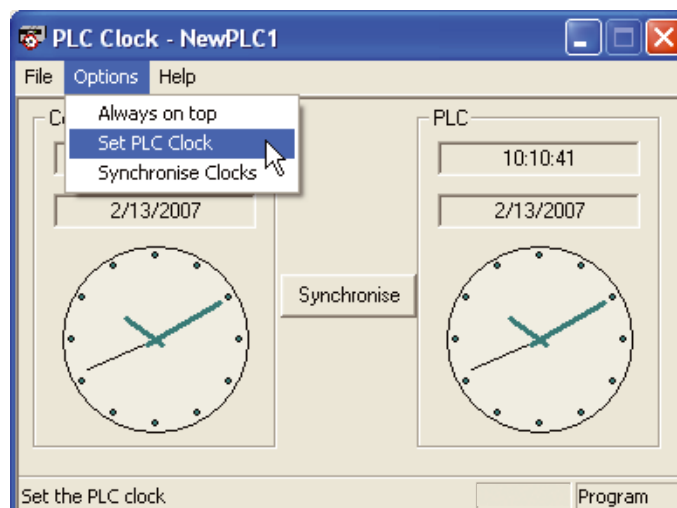 PLC Clock - NewPLC1
File Options Help
Always on top
Set PLC Clock
Synchronise Clocks
PLC
10:10:41
2/13/2007
2/13/2007
Synchronise
Set the PLC clock
Program